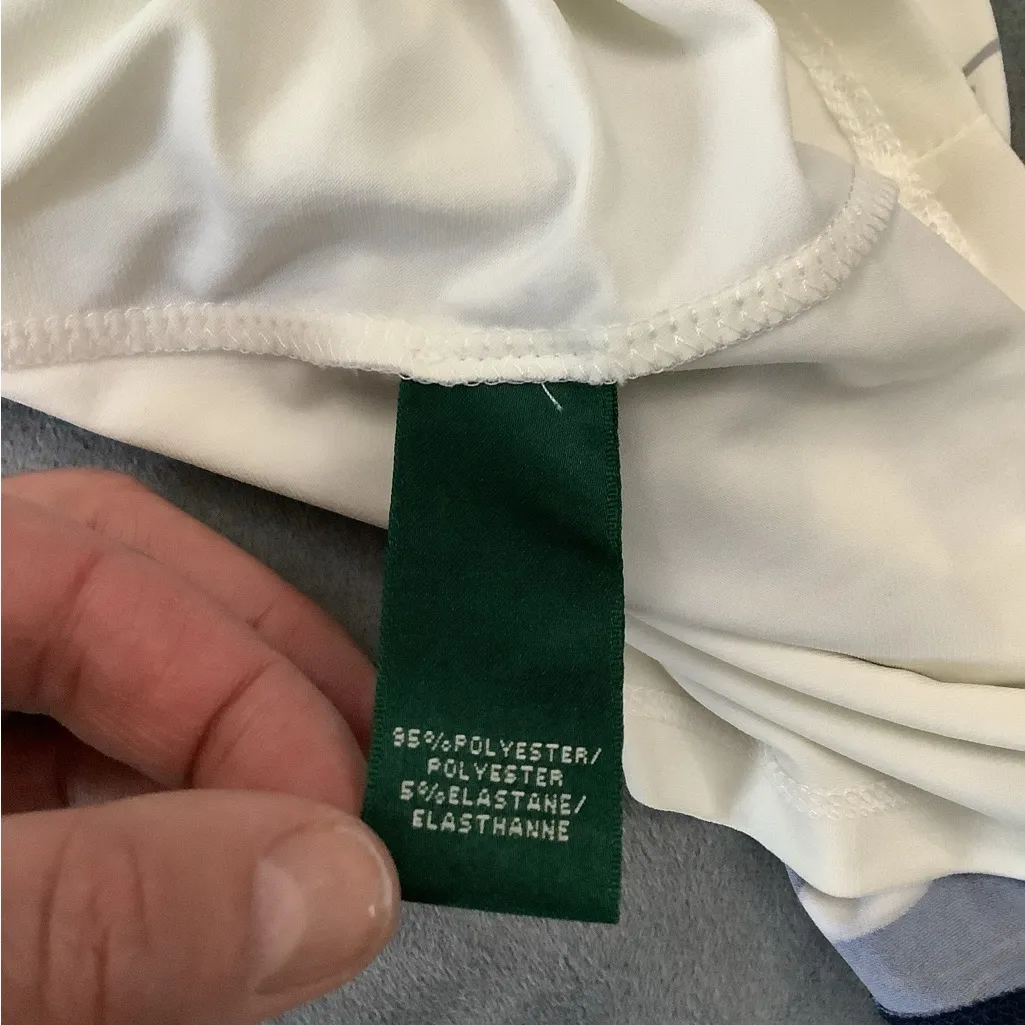 95%POLYESTER/
POLYESTER
5%ELASTANE/
ELASTHANNE